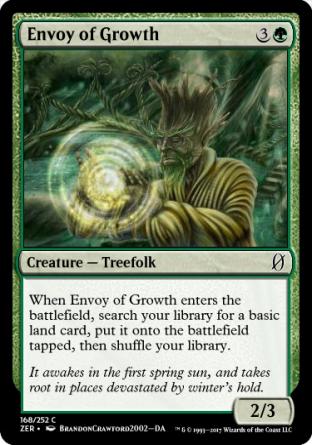 Envoy of Growth 3
Creature — Treefolk
When Envoy of Growth enters the
battlefield, search your library for a basic
land card, put it onto the battlefield
tapped, then shuffle your library.
It awakens in the first spring sun, and takes
root in places devastated by winter's hold.
2/3
168/252 C
ZER • BRANDONCRAWFORD2002—DA ™ & © 1993–2017 Wizards of the Coast LLC